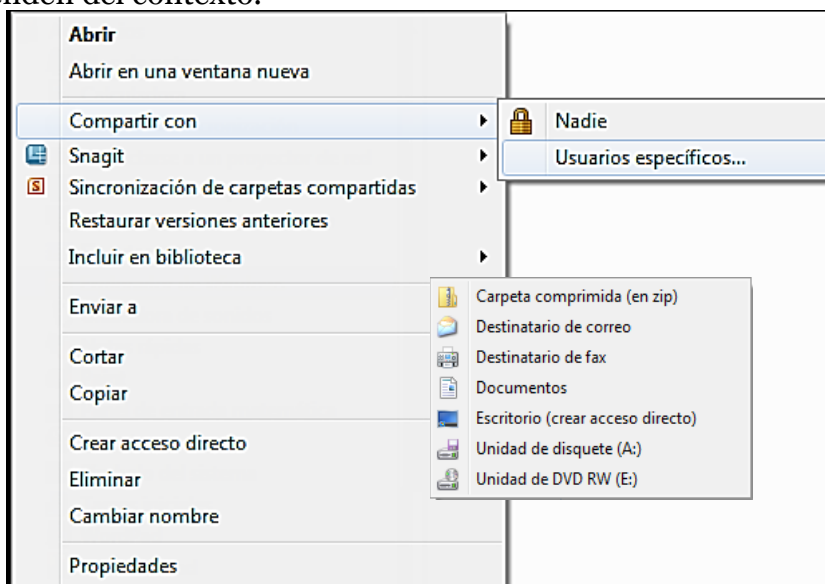 del contexto.
Abrir
Abrir en una ventana nueva
Compartir con
Nadie
Usuarios específicos...
Snagit
Sincronización de carpetas compartidas
Restaurar versiones anteriores
Incluir en biblioteca
Enviar a
Carpeta comprimida (en zip)
Destinatario de correo
Destinatario de fax
Documentos
Escritorio (crear acceso directo)
Unidad de disquete (A:)
Unidad de DVD RW (E:)
Cortar
Copiar
Crear acceso directo
Eliminar
Cambiar nombre
Propiedades